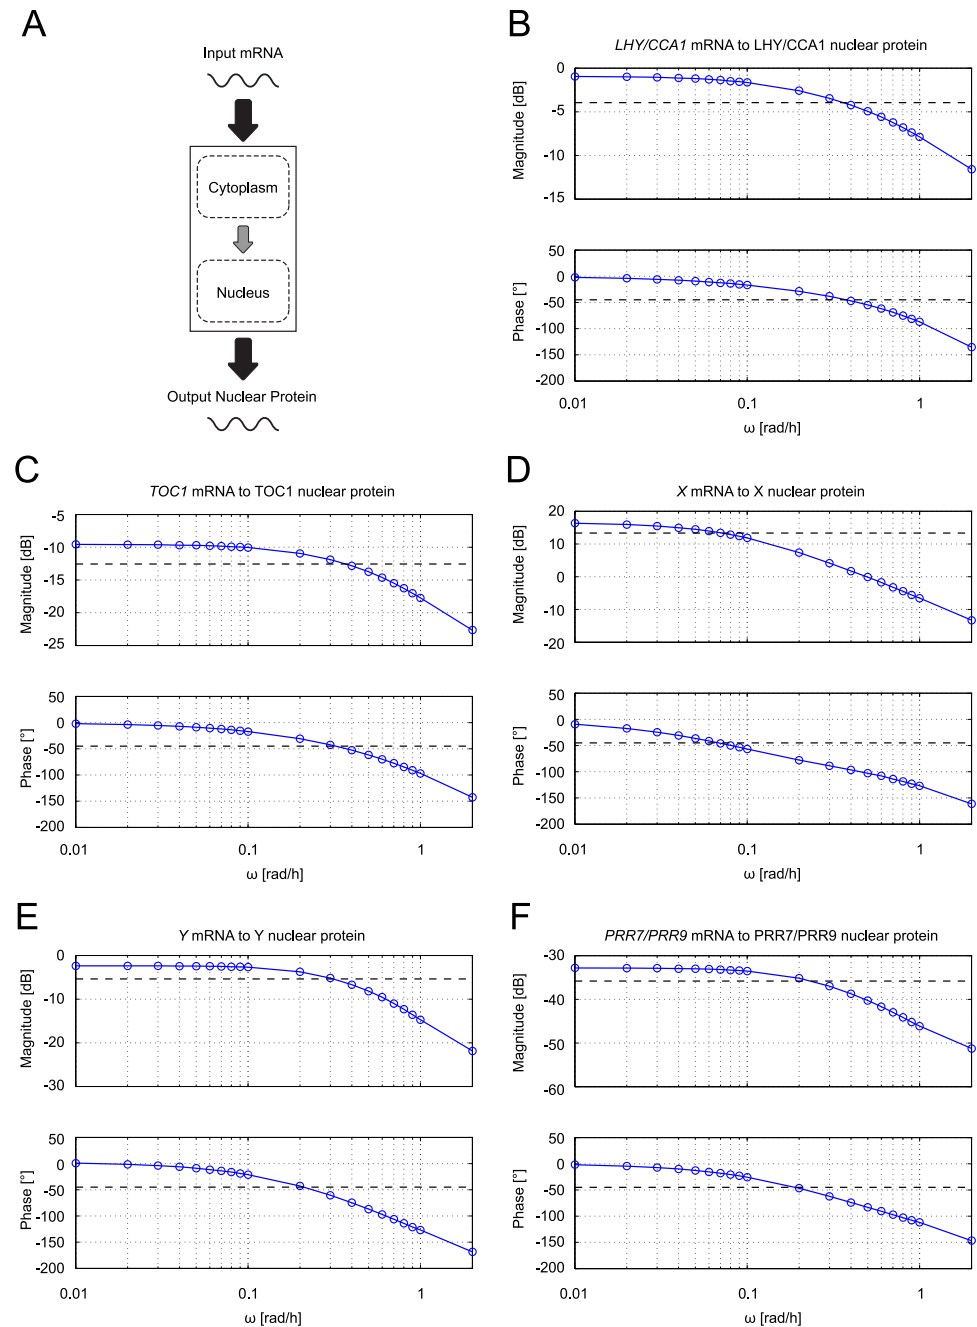 A
Input mRNA
Cytoplasm
Nucleus
Output Nuclear Protein
B
LHY/CCA1 mRNA to LHY/CCA1 nuclear protein
Magnitude [dB]
0
-5
-10
-15
Phase [°]
50
0
-50
-100
-150
-200
0.01
0.1
1
ω [rad/h]
C
TOC1 mRNA to TOC1 nuclear protein
Magnitude [dB]
-5
-10
-15
-20
-25
Phase [°]
50
0
-50
-100
-150
-200
0.01
0.1
1
ω [rad/h]
D
X mRNA to X nuclear protein
Magnitude [dB]
20
10
0
-10
20
Phase [°]
50
0
-50
-100
-150
-200
0.01
0.1
1
ω [rad/h]
E
Y mRNA to Y nuclear protein
Magnitude [dB]
0
-10
-20
-30
Phase [°]
50
0
-50
-100
-150
-200
0.01
0.1
1
ω [rad/h]
F
PRR7/PRR9 mRNA to PRR7/PRR9 nuclear protein
Magnitude [dB]
-30
-40
-50
-60
Phase [°]
50
0
-50
-100
-150
-200
0.01
0.1
1
ω [rad/h]